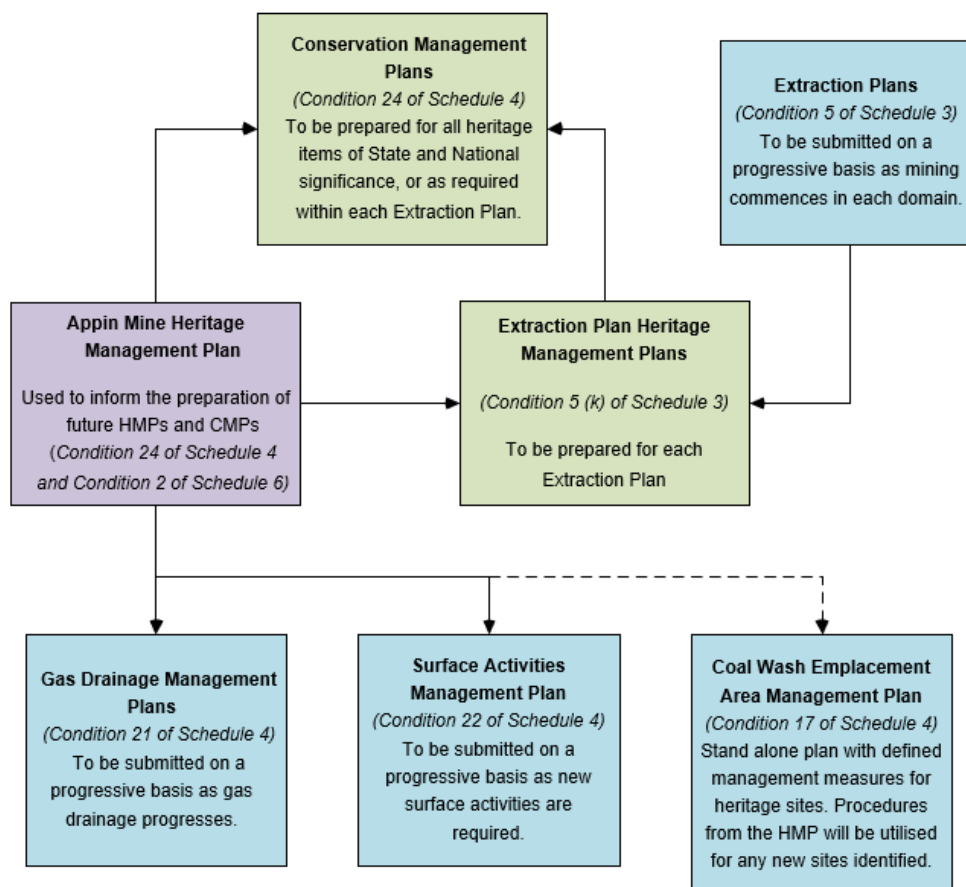 Conservation Management
Plans
(Condition 24 of Schedule 4)
To be prepared for all heritage
items of State and National
significance, or as required
within each Extraction Plan.
Extraction Plans
(Condition 5 of Schedule 3)
To be submitted on a
progressive basis as mining
commences in each domain.
Appin Mine Heritage
Management Plan
Used to inform the preparation of
future HMPs and CMPs
(Condition 24 of Schedule 4
and Condition 2 of Schedule 6)
Extraction Plan Heritage
Management Plans
(Condition 5 (k) of Schedule 3)
To be prepared for each
Extraction Plan
Gas Drainage Management
Plans
(Condition 21 of Schedule 4)
To be submitted on a
progressive basis as gas
drainage progresses.
Surface Activities
Management Plan
(Condition 22 of Schedule 4)
To be submitted on a
progressive basis as new
surface activities are
required.
Coal Wash Emplacement
Area Management Plan
(Condition 17 of Schedule 4)
Stand alone plan with defined
management measures for
heritage sites. Procedures
from the HMP will be utilised
for any new sites identified.